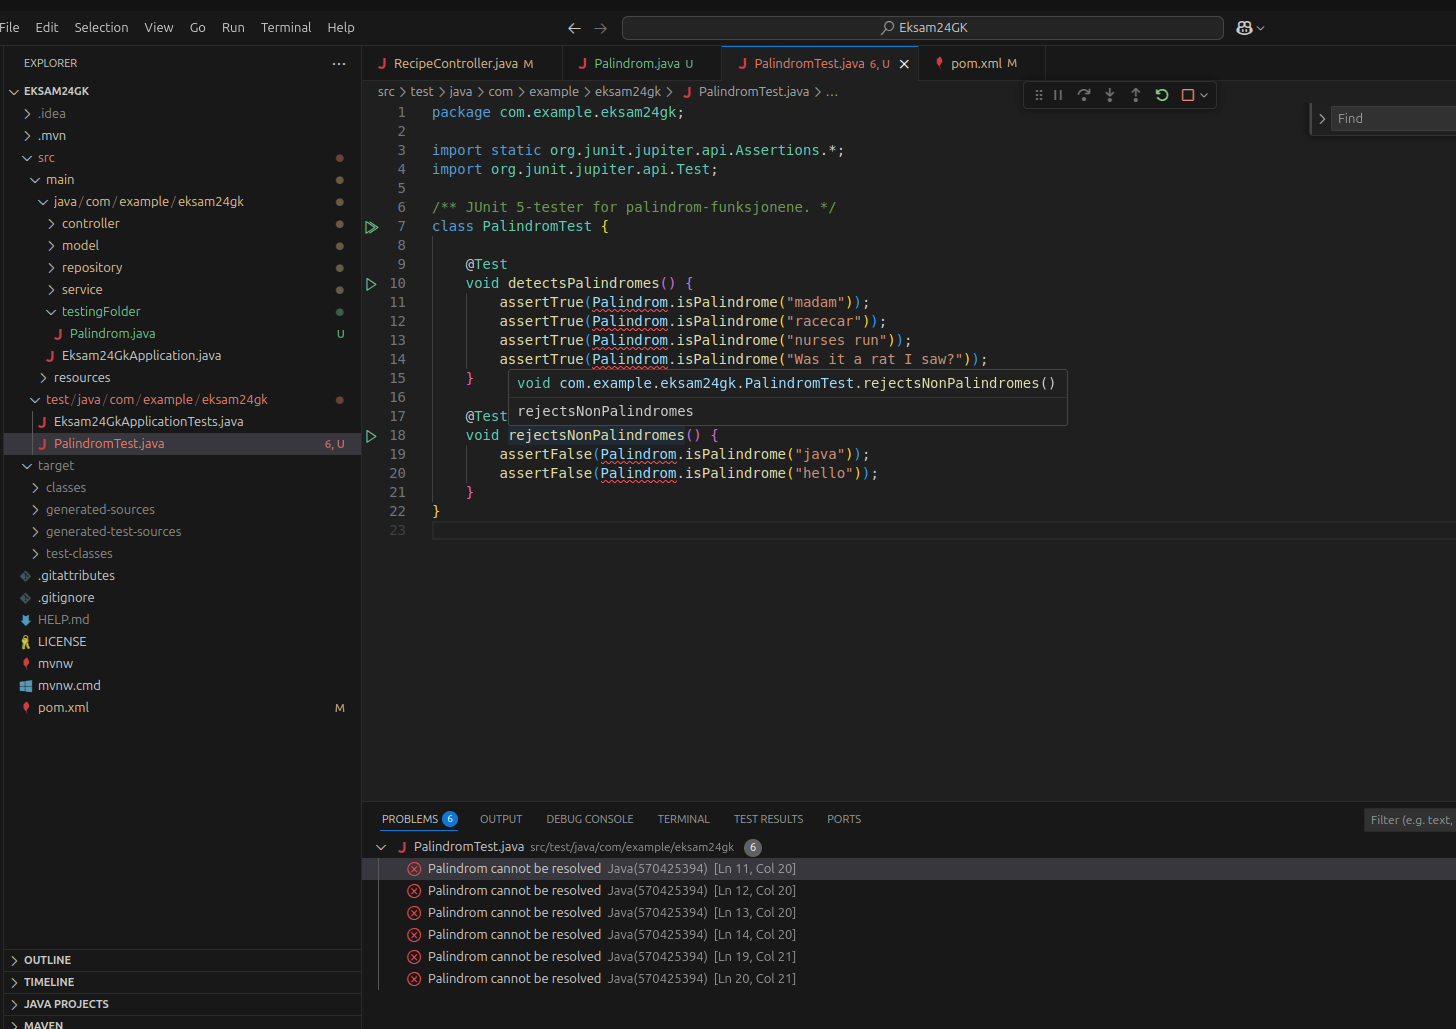 File Edit Selection View Go Run Terminal Help
Eksam24GK
EXPLORER
EKSAM24GK
.idea
.mvn
src
main
java/com/example/eksam24gk
controller
model
repository
service
testingFolder
Palindrom.java U
Eksam24GkApplication.java
resources
test/java/com/example/eksam24gk
Eksam24GkApplicationTests.java
PalindromTest.java 6, U
target
classes
generated-sources
generated-test-sources
test-classes
.gitattributes
.gitignore
HELP.md
LICENSE
mvnw
mvnw.cmd
pom.xml M
OUTLINE
TIMELINE
JAVA PROJECTS
MAVEN
RecipeController.java M
Palindrom.java U
PalindromTest.java 6, U
pom.xml M
src > test > java > com > example > eksam24gk > PalindromTest.java > ...
Find
1 package com.example.eksam24gk;
2
3 import static org.junit.jupiter.api.Assertions.*;
4 import org.junit.jupiter.api.Test;
5
6 /** JUnit 5-tester for palindrom-funksjonene. */
7 class PalindromTest {
8
9 @Test
10 void detectsPalindromes() {
11 assertTrue(Palindrom.isPalindrome("madam"));
12 assertTrue(Palindrom.isPalindrome("racecar"));
13 assertTrue(Palindrom.isPalindrome("nurses run"));
14 assertTrue(Palindrom.isPalindrome("Was it a rat I saw?"));
15 }
void com.example.eksam24gk.PalindromTest.rejectsNonPalindromes()
16
rejectsNonPalindromes
17 @Test
18 void rejectsNonPalindromes() {
19 assertFalse(Palindrom.isPalindrome("java"));
20 assertFalse(Palindrom.isPalindrome("hello"));
21 }
22 }
23
PROBLEMS 6 OUTPUT DEBUG CONSOLE TERMINAL TEST RESULTS PORTS
Filter (e.g. text,
PalindromTest.java src/test/java/com/example/eksam24gk 6
Palindrom cannot be resolved Java(570425394) [Ln 11, Col 20]
Palindrom cannot be resolved Java(570425394) [Ln 12, Col 20]
Palindrom cannot be resolved Java(570425394) [Ln 13, Col 20]
Palindrom cannot be resolved Java(570425394) [Ln 14, Col 20]
Palindrom cannot be resolved Java(570425394) [Ln 19, Col 21]
Palindrom cannot be resolved Java(570425394) [Ln 20, Col 21]